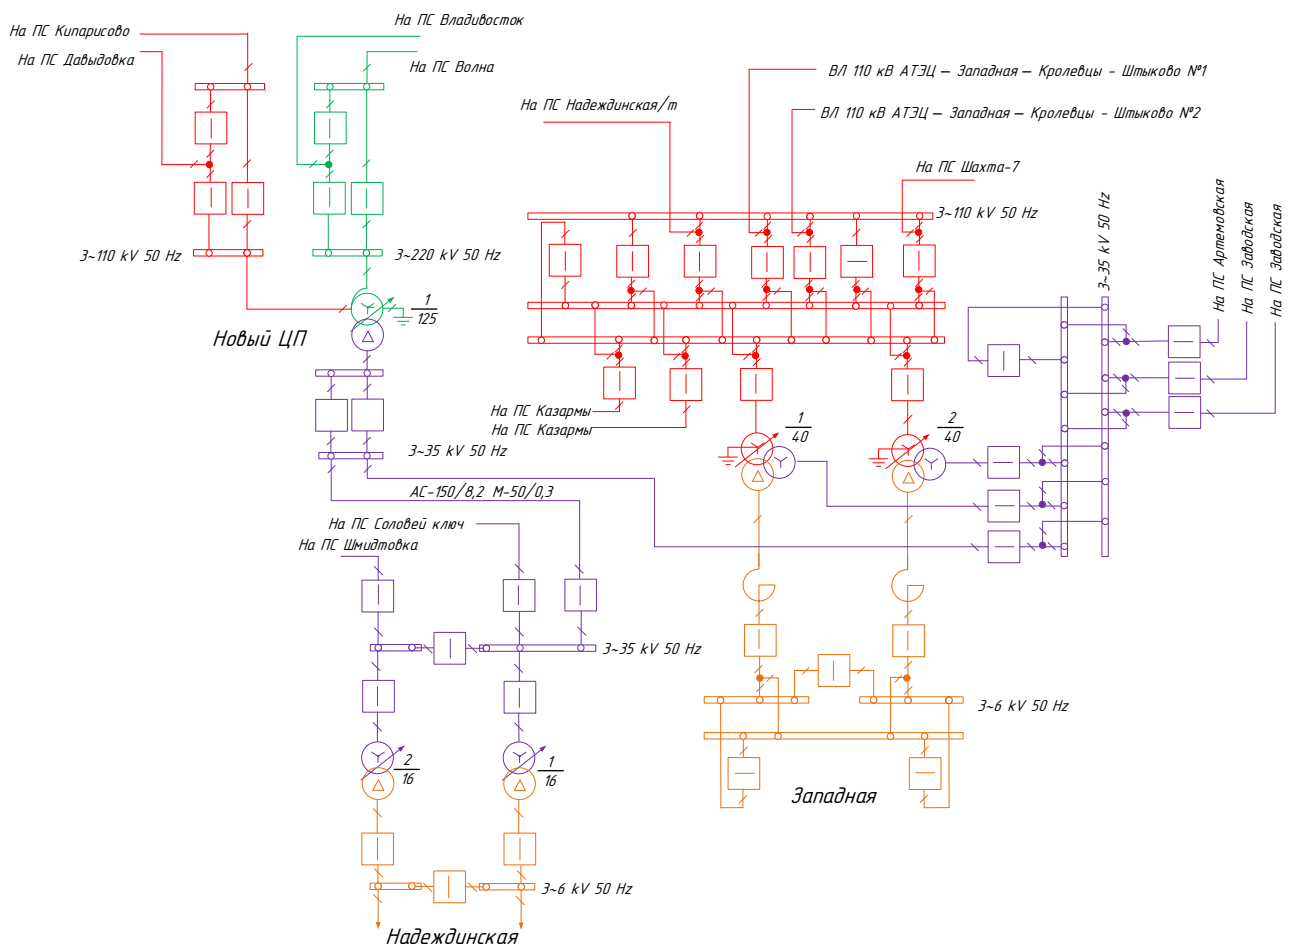 На ПС Кипарисово
На ПС Давыдовка
На ПС Владивосток
На ПС Волна
ВЛ 110 кВ АТЭЦ – Западная – Кролевцы - Штыково №1
На ПС Надеждинская/т
ВЛ 110 кВ АТЭЦ – Западная – Кролевцы - Штыково №2
На ПС Шахта-7
3~110 kV 50 Hz
3~110 kV 50 Hz
3~220 kV 50 Hz
3~35 kV 50 Hz
На ПС Артемовская
На ПС Заводская
На ПС Заводская
1
125
Новый ЦП
На ПС Казармы
На ПС Казармы
1
40
2
40
3~35 kV 50 Hz
АС-150/8,2 М-50/0,3
На ПС Соловей ключ
На ПС Шмидтовка
3~35 kV 50 Hz
3~6 kV 50 Hz
2
16
1
16
Западная
3~6 kV 50 Hz
Надеждинская